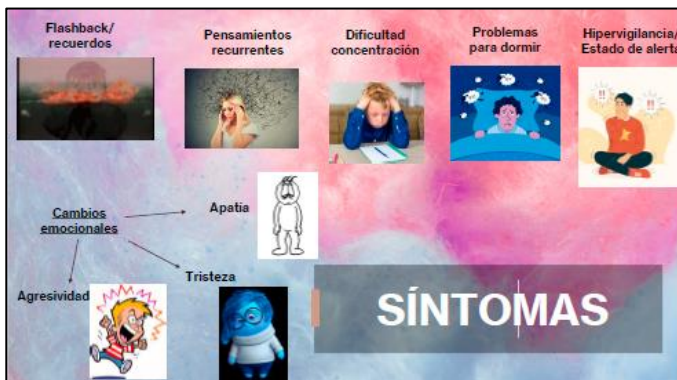 Flashback/
recuerdos
Pensamientos
recurrentes
Dificultad
concentración
Problemas
para dormir
Hipervigilancia/
Estado de alerta
!!
!!
Cambios
emocionales
Apatía
Agresividad
Tristeza
SÍNTOMAS